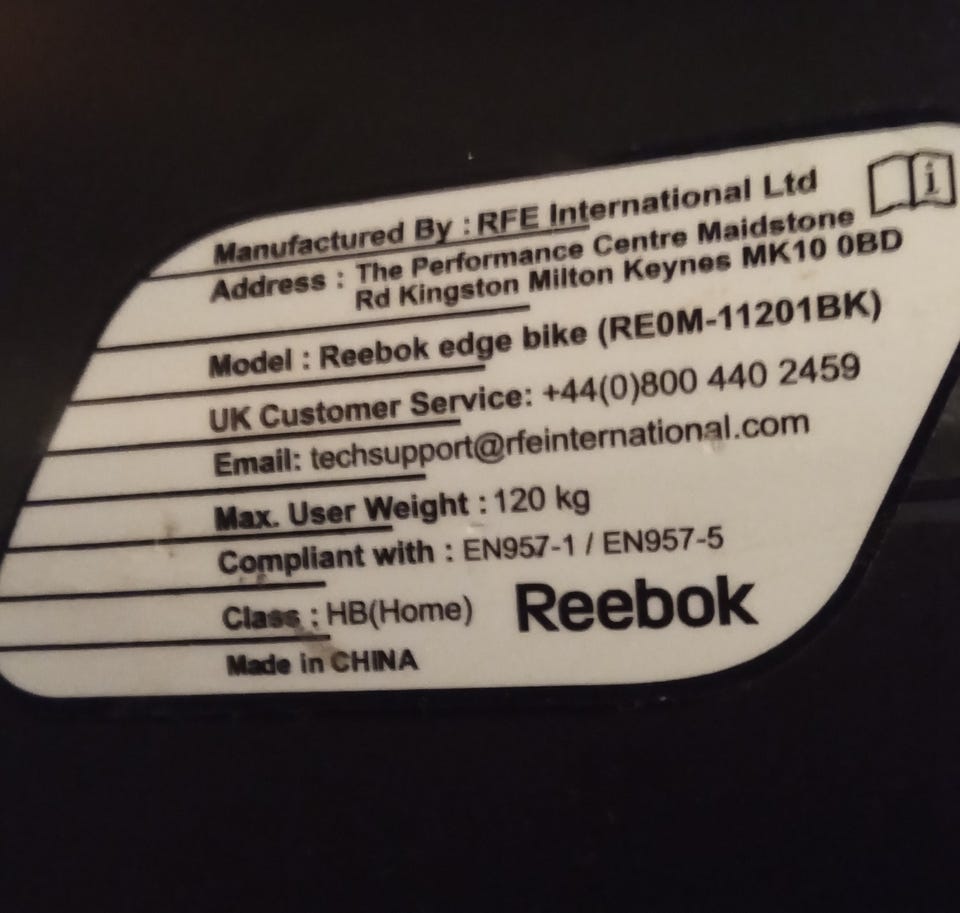 Manufactured By : RFE International Ltd
Address : The Performance Centre Maidstone
Rd Kingston Milton Keynes MK10 0BD
Model : Reebok edge bike (RE0M-11201BK)
UK Customer Service: +44(0)800 440 2459
Email: techsupport@rfeinternational.com
Max. User Weight : 120 kg
Compliant with : EN957-1 / EN957-5
Class : HB(Home)
Reebok
Made in CHINA
i